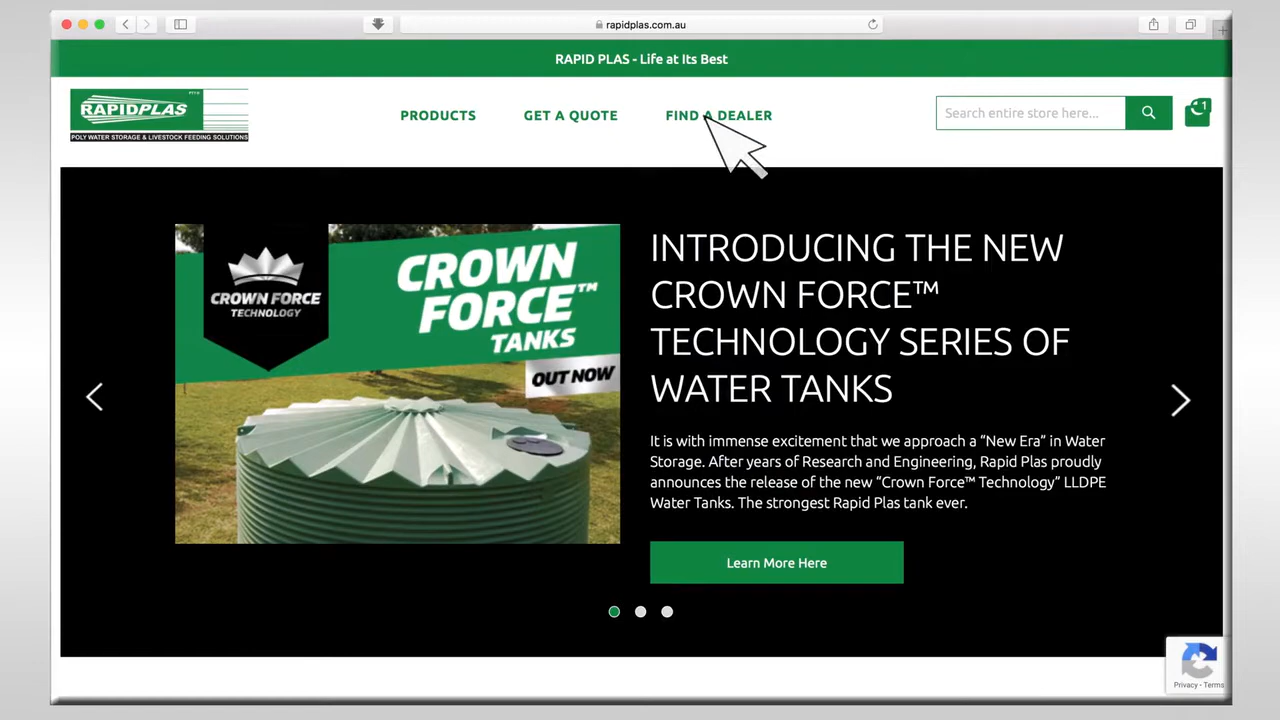 rapidplas.com.au
RAPID PLAS - Life at Its Best
RAPIDPLAS
POLY WATER STORAGE & LIVESTOCK FEEDING SOLUTIONS
PRODUCTS
GET A QUOTE
FIND A DEALER
Search entire store here...
1
CROWN FORCE
TECHNOLOGY
CROWN
FORCE™
TANKS
OUT NOW
INTRODUCING THE NEW
CROWN FORCE™
TECHNOLOGY SERIES OF
WATER TANKS
It is with immense excitement that we approach a “New Era” in Water
Storage. After years of Research and Engineering, Rapid Plas proudly
announces the release of the new “Crown Force™ Technology” LLDPE
Water Tanks. The strongest Rapid Plas tank ever.
Learn More Here
Privacy - Terms